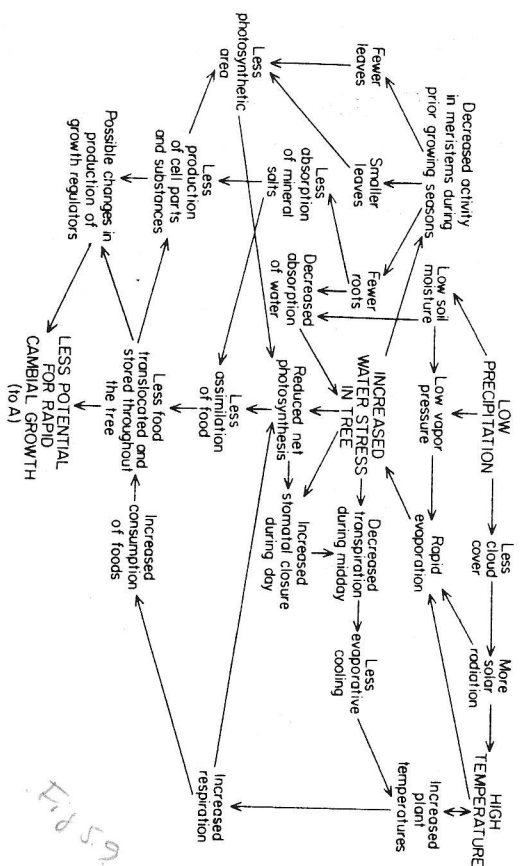 LOW
PRECIPITATION
Less
cloud
cover
More
solar
radiation
HIGH
TEMPERATURE
Low soil
moisture
Low vapor
pressure
Rapid
evaporation
Increased
plant
temperatures
Decreased activity
in meristems during
prior growing seasons
Fewer
leaves
Smaller
leaves
Fewer
roots
Decreased
absorption
of water
INCREASED
WATER STRESS
IN TREE
Decreased
transpiration
during midday
Less
evaporative
cooling
Less
photosynthetic
area
Less
absorption
of mineral
salts
Reduced net
photosynthesis
Increased
stomatal closure
during day
Increased
respiration
Less
production
of cell parts
and substances
Less
assimilation
of food
Possible changes in
production of
growth regulators
Less food
translocated and
stored throughout
the tree
Increased
consumption
of foods
LESS POTENTIAL
FOR RAPID
CAMBIAL GROWTH
(to A)
Fig 5.9